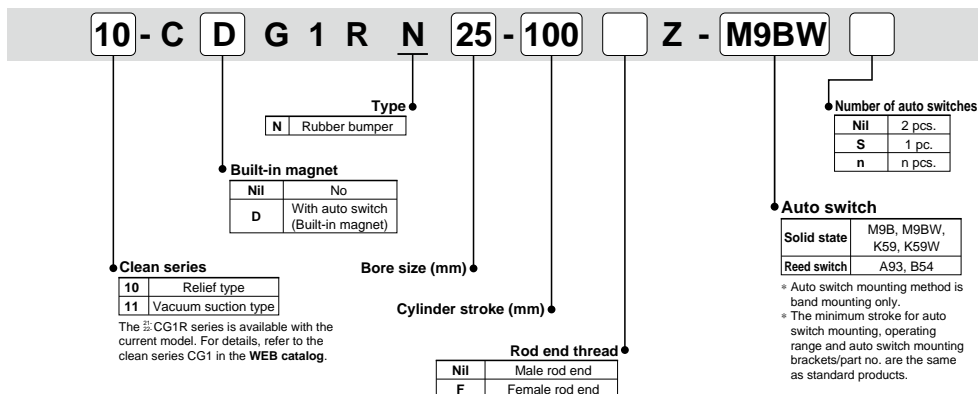 10 - C D G 1 R N 25 - 100 Z - M9BW
Type
N Rubber bumper
Number of auto switches
Nil 2 pcs.
S 1 pc.
n n pcs.
Built-in magnet
Nil No
D With auto switch
(Built-in magnet)
Auto switch
Solid state M9B, M9BW,
K59, K59W
Reed switch A93, B54
* Auto switch mounting method is
band mounting only.
* The minimum stroke for auto
switch mounting, operating
range and auto switch mounting
brackets/part no. are the same
as standard products.
Clean series
10 Relief type
11 Vacuum suction type
The CG1R series is available with the
current model. For details, refer to the
clean series CG1 in the WEB catalog.
Bore size (mm)
Cylinder stroke (mm)
Rod end thread
Nil Male rod end
F Female rod end